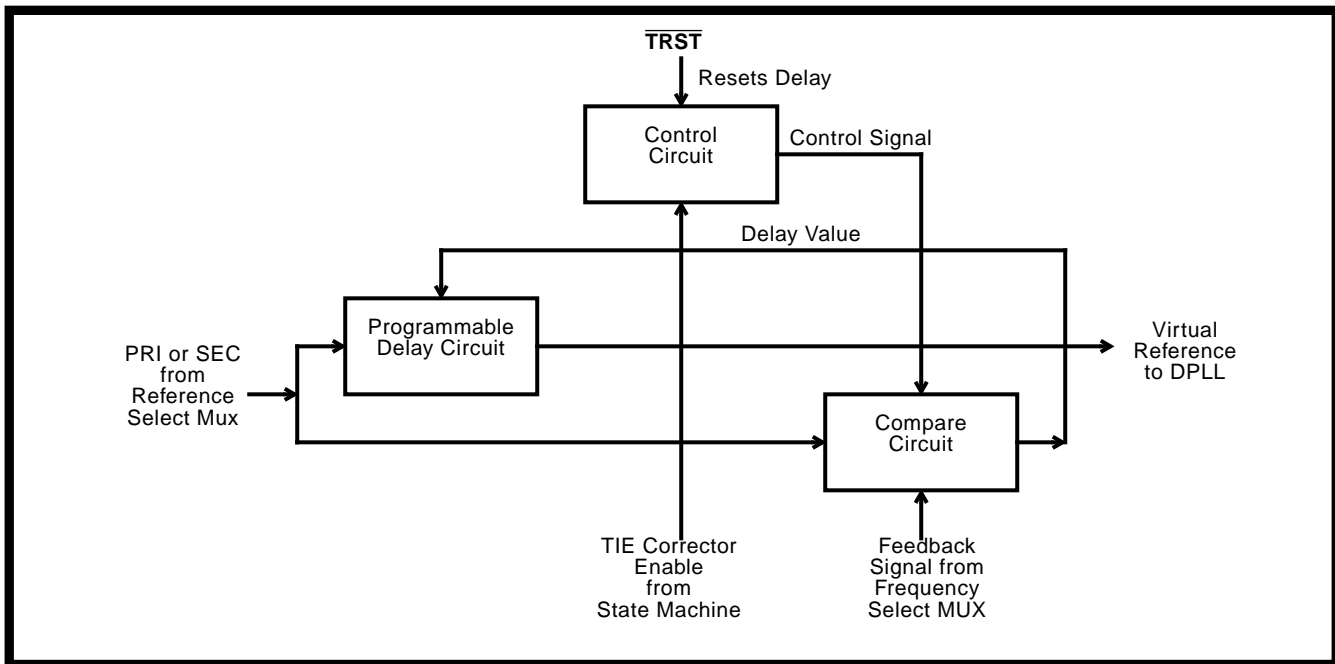 TRST
Resets Delay
Control
Circuit
Control Signal
Delay Value
Programmable
Delay Circuit
PRI or SEC
from
Reference
Select Mux
Virtual
Reference
to DPLL
Compare
Circuit
TIE Corrector
Enable
from
State Machine
Feedback
Signal from
Frequency
Select MUX